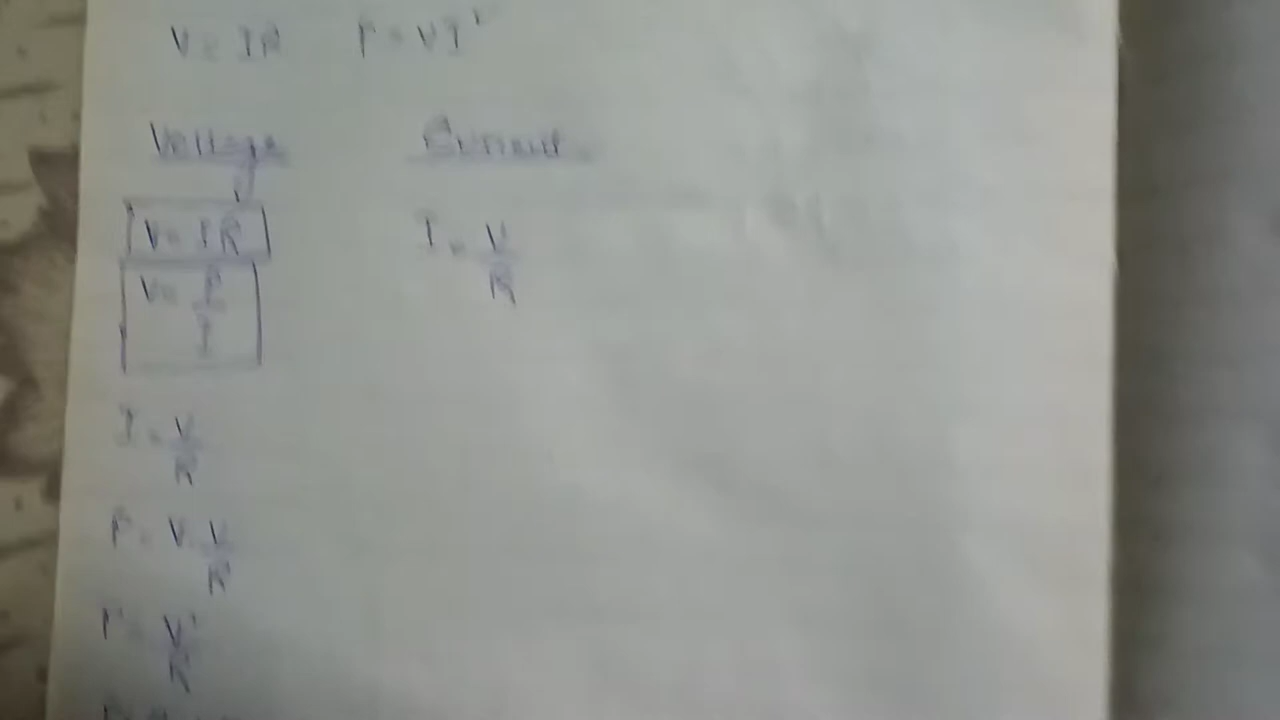 V = IR P = VI
Voltage Current
V = IR
I = V/R
V = P/I
I = V/R
P = V. V/R
P = V²/R